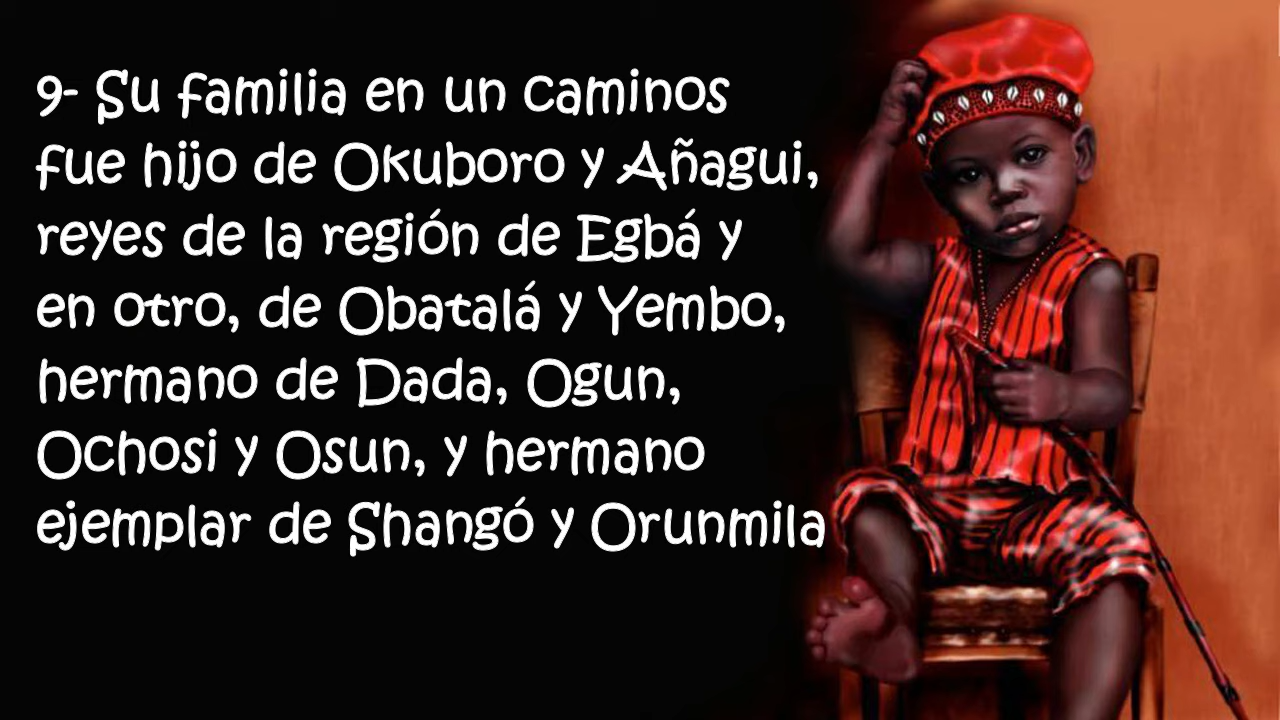 9- Su familia en un caminos
fue hijo de Okuboro y Añagui,
reyes de la región de Egbá y
en otro, de Obatalá y Yembo,
hermano de Dada, Ogun,
Ochosi y Osun, y hermano
ejemplar de Shangó y Orunmila